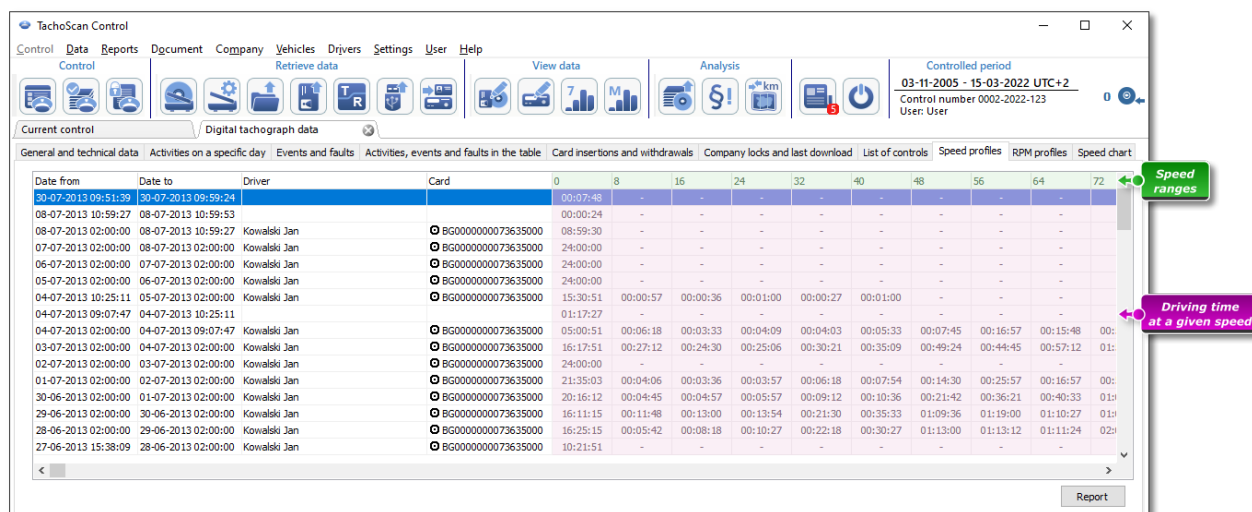 TachoScan Control
Control Data Reports Document Company Vehicles Drivers Settings User Help
Control Retrieve data View data Analysis Controlled period
03-11-2005 - 15-03-2022 UTC+2
Control number 0002-2022-123
User: User
T R 7 M §! km 5 0
Current control Digital tachograph data
General and technical data Activities on a specific day Events and faults Activities, events and faults in the table Card insertions and withdrawals Company locks and last download List of controls Speed profiles RPM profiles Speed chart
Date from Date to Driver Card 0 8 16 24 32 40 48 56 64 72
Speed ranges
30-07-2013 09:51:39 30-07-2013 09:59:24 00:07:48 - - - - - - - -
08-07-2013 10:59:27 08-07-2013 10:59:53 00:00:24 - - - - - - - -
08-07-2013 02:00:00 08-07-2013 10:59:27 Kowalski Jan BG0000000073635000 08:59:30 - - - - - - - -
07-07-2013 02:00:00 08-07-2013 02:00:00 Kowalski Jan BG0000000073635000 24:00:00 - - - - - - - -
06-07-2013 02:00:00 07-07-2013 02:00:00 Kowalski Jan BG0000000073635000 24:00:00 - - - - - - - -
05-07-2013 02:00:00 06-07-2013 02:00:00 Kowalski Jan BG0000000073635000 24:00:00 - - - - - - - -
04-07-2013 10:25:11 05-07-2013 02:00:00 Kowalski Jan BG0000000073635000 15:30:51 00:00:57 00:00:36 00:01:00 00:00:27 00:01:00 - - -
04-07-2013 09:07:47 04-07-2013 10:25:11 01:17:27 - - - - - - - -
Driving time at a given speed
04-07-2013 02:00:00 04-07-2013 09:07:47 Kowalski Jan BG0000000073635000 05:00:51 00:06:18 00:03:33 00:04:09 00:04:03 00:05:33 00:07:45 00:16:57 00:15:48 00:
03-07-2013 02:00:00 04-07-2013 02:00:00 Kowalski Jan BG0000000073635000 16:17:51 00:27:12 00:24:30 00:25:06 00:30:21 00:35:09 00:49:24 00:44:45 00:57:12 01:
02-07-2013 02:00:00 03-07-2013 02:00:00 Kowalski Jan BG0000000073635000 24:00:00 - - - - - - - -
01-07-2013 02:00:00 02-07-2013 02:00:00 Kowalski Jan BG0000000073635000 21:35:03 00:04:06 00:03:36 00:03:57 00:06:18 00:07:54 00:14:30 00:25:57 00:16:57 00:
30-06-2013 02:00:00 01-07-2013 02:00:00 Kowalski Jan BG0000000073635000 20:16:12 00:04:45 00:04:57 00:05:57 00:09:12 00:10:36 00:21:42 00:36:21 00:40:33 01:
29-06-2013 02:00:00 30-06-2013 02:00:00 Kowalski Jan BG0000000073635000 16:11:15 00:11:48 00:13:00 00:13:54 00:21:30 00:35:33 01:09:36 01:19:00 01:10:27 01:
28-06-2013 02:00:00 29-06-2013 02:00:00 Kowalski Jan BG0000000073635000 16:25:15 00:05:42 00:08:18 00:10:27 00:22:18 00:30:27 01:13:00 01:13:12 01:11:24 02:
27-06-2013 15:38:09 28-06-2013 02:00:00 Kowalski Jan BG0000000073635000 10:21:51 - - - - - - - -
Report